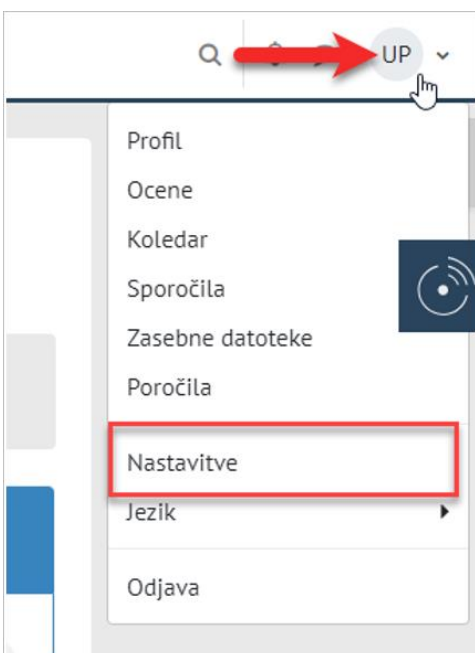 UP
Profil
Ocene
Koledar
Sporočila
Zasebne datoteke
Poročila
Nastavitve
Jezik
Odjava